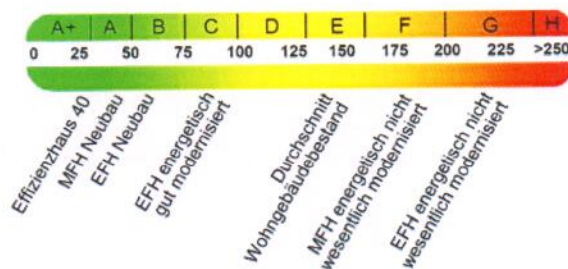 A+ A B C D E F G H
0 25 50 75 100 125 150 175 200 225 >250
Effizienzhaus 40
MFH Neubau
EFH Neubau
EFH energetisch
gut modernisiert
Durchschnitt
Wohngebäudebestand
MFH energetisch nicht
wesentlich modernisiert
EFH energetisch nicht
wesentlich modernisiert